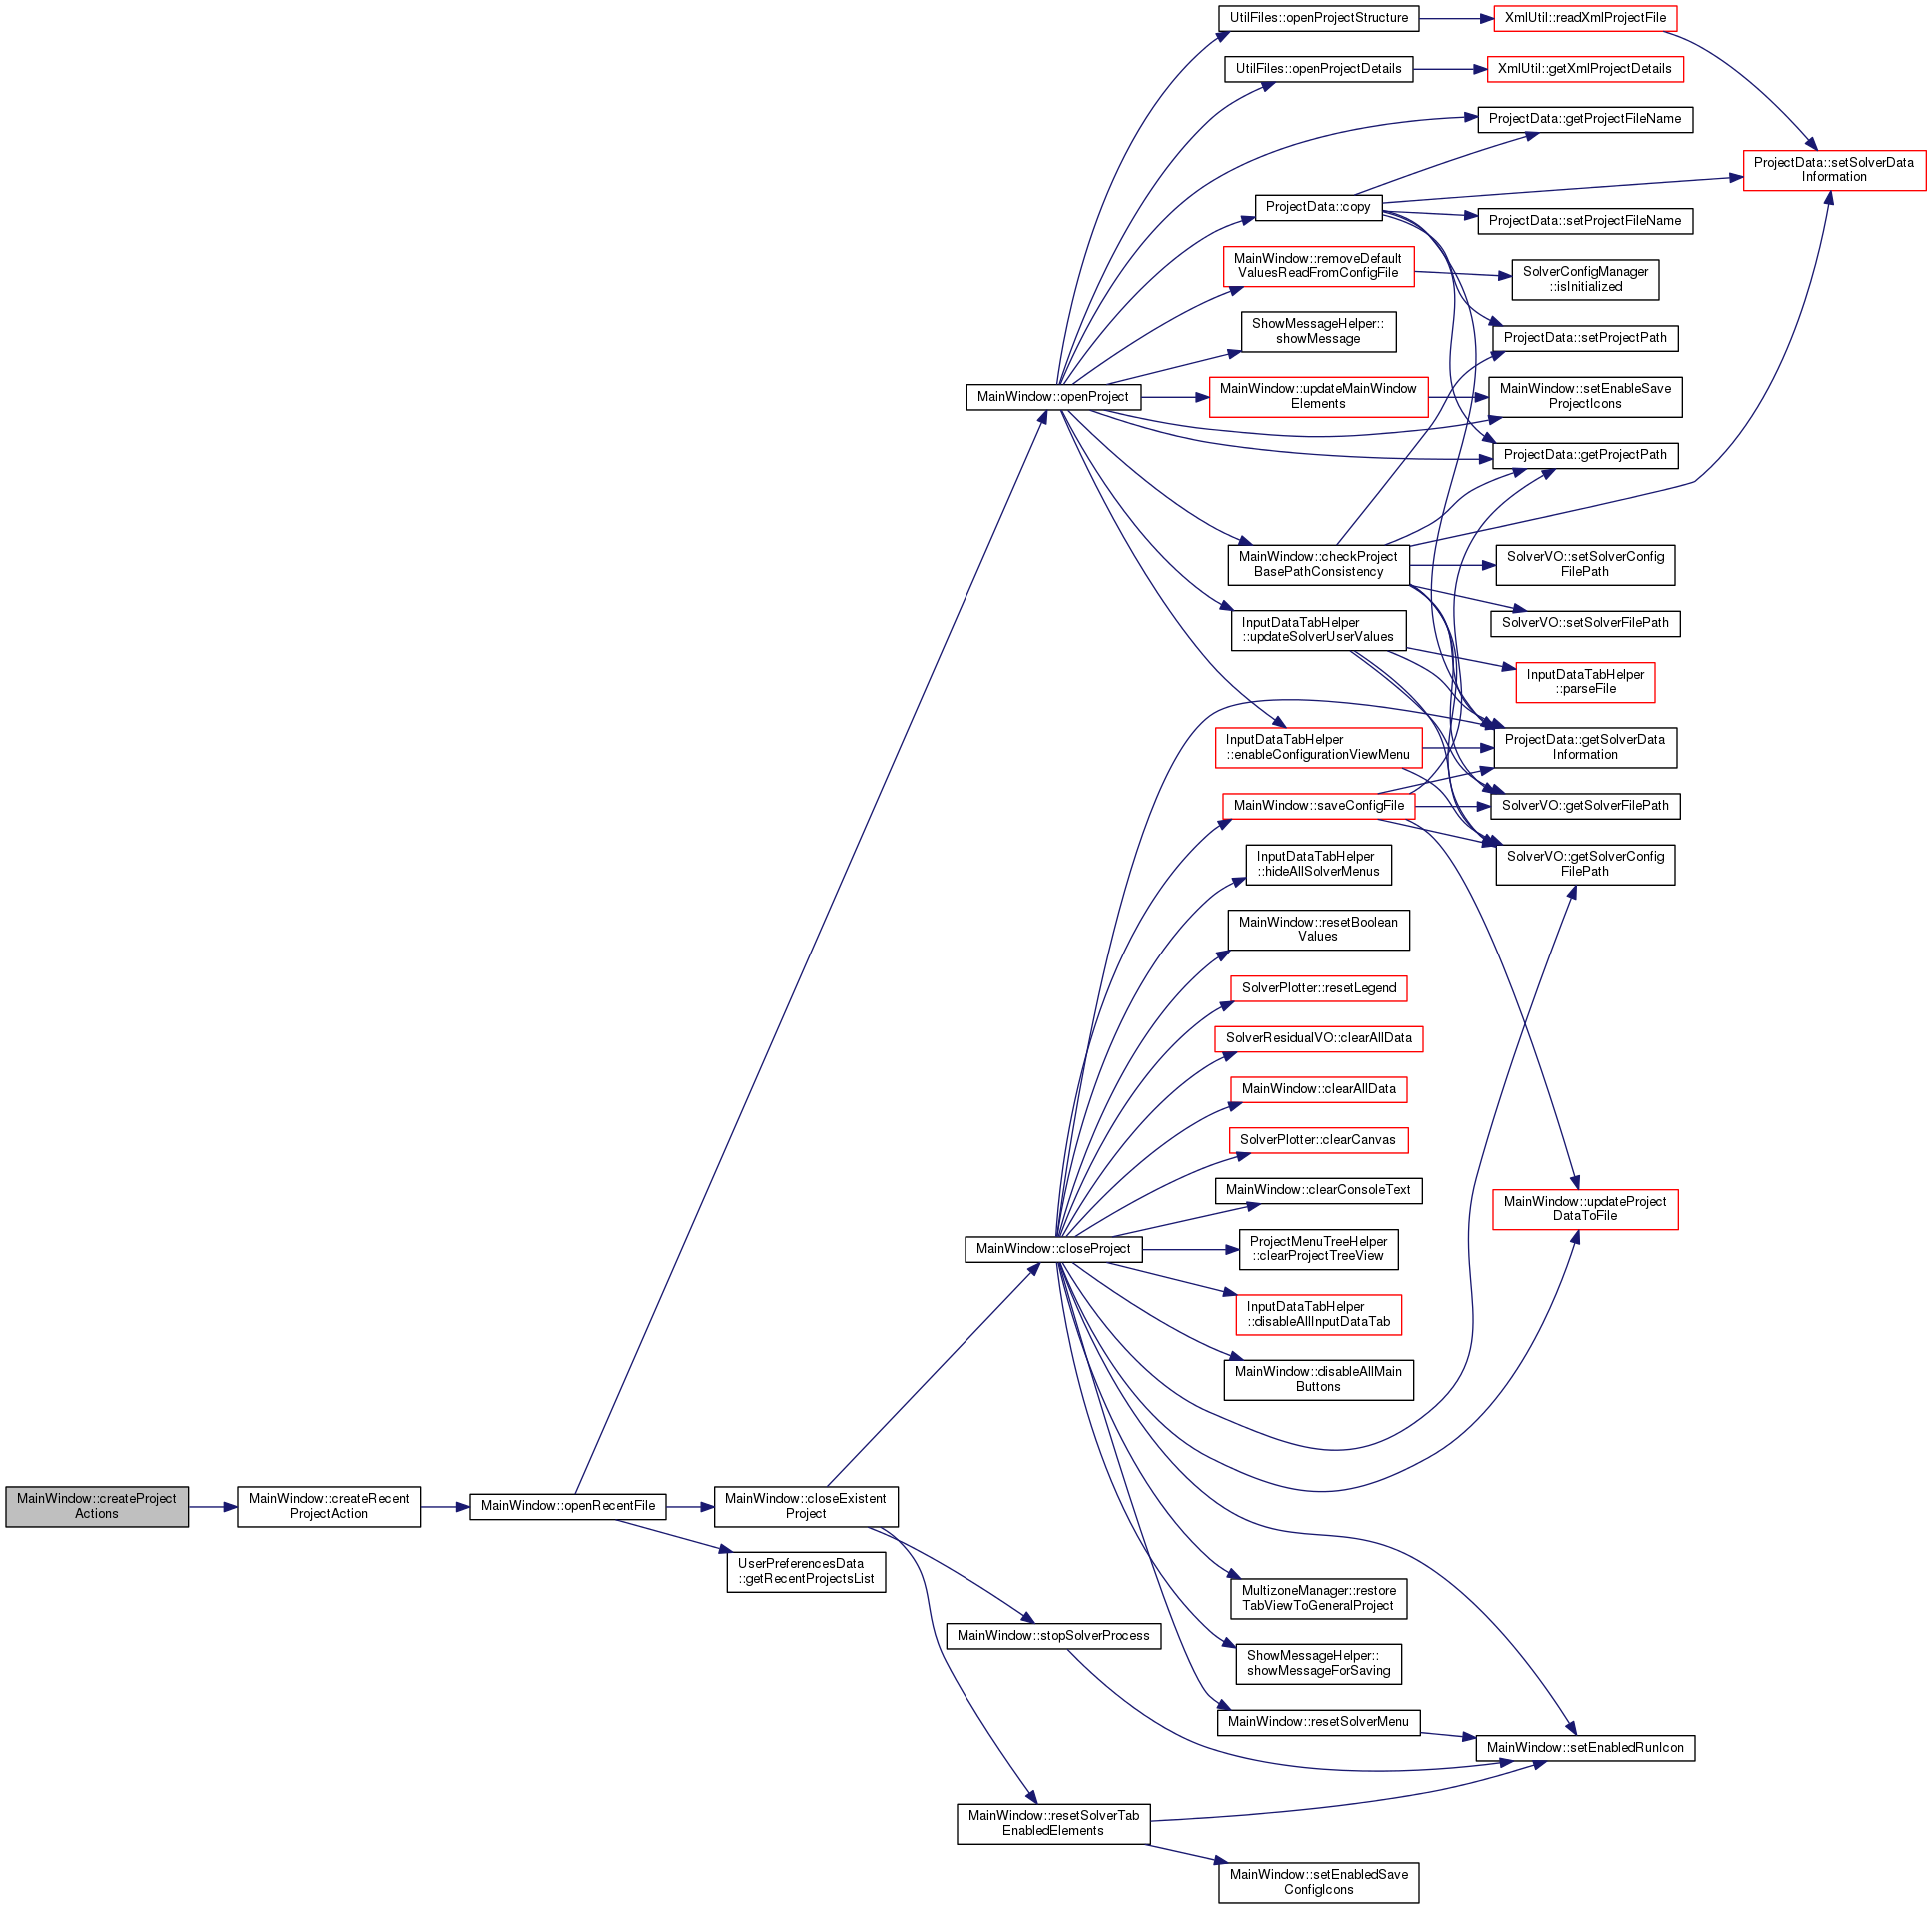 UtilFiles::openProjectStructure
XmlUtil::readXmlProjectFile
UtilFiles::openProjectDetails
XmlUtil::getXmlProjectDetails
ProjectData::getProjectFileName
ProjectData::setSolverData
Information
ProjectData::copy
ProjectData::setProjectFileName
MainWindow::removeDefault
ValuesReadFromConfigFile
SolverConfigManager
::isInitialized
ShowMessageHelper::
showMessage
ProjectData::setProjectPath
MainWindow::openProject
MainWindow::updateMainWindow
Elements
MainWindow::setEnableSave
ProjectIcons
ProjectData::getProjectPath
MainWindow::checkProject
BasePathConsistency
SolverVO::setSolverConfig
FilePath
InputDataTabHelper
::updateSolverUserValues
SolverVO::setSolverFilePath
InputDataTabHelper
::parseFile
InputDataTabHelper
::enableConfigurationViewMenu
ProjectData::getSolverData
Information
MainWindow::saveConfigFile
SolverVO::getSolverFilePath
InputDataTabHelper
::hideAllSolverMenus
SolverVO::getSolverConfig
FilePath
MainWindow::resetBoolean
Values
SolverPlotter::resetLegend
SolverResidualVO::clearAllData
MainWindow::clearAllData
SolverPlotter::clearCanvas
MainWindow::clearConsoleText
MainWindow::updateProject
DataToFile
MainWindow::closeProject
ProjectMenuTreeHelper
::clearProjectTreeView
InputDataTabHelper
::disableAllInputDataTab
MainWindow::disableAllMain
Buttons
MainWindow::createProject
Actions
MainWindow::createRecent
ProjectAction
MainWindow::openRecentFile
MainWindow::closeExistent
Project
UserPreferencesData
::getRecentProjectsList
MultizoneManager::restore
TabViewToGeneralProject
MainWindow::stopSolverProcess
ShowMessageHelper::
showMessageForSaving
MainWindow::resetSolverMenu
MainWindow::setEnabledRunIcon
MainWindow::resetSolverTab
EnabledElements
MainWindow::setEnabledSave
ConfigIcons